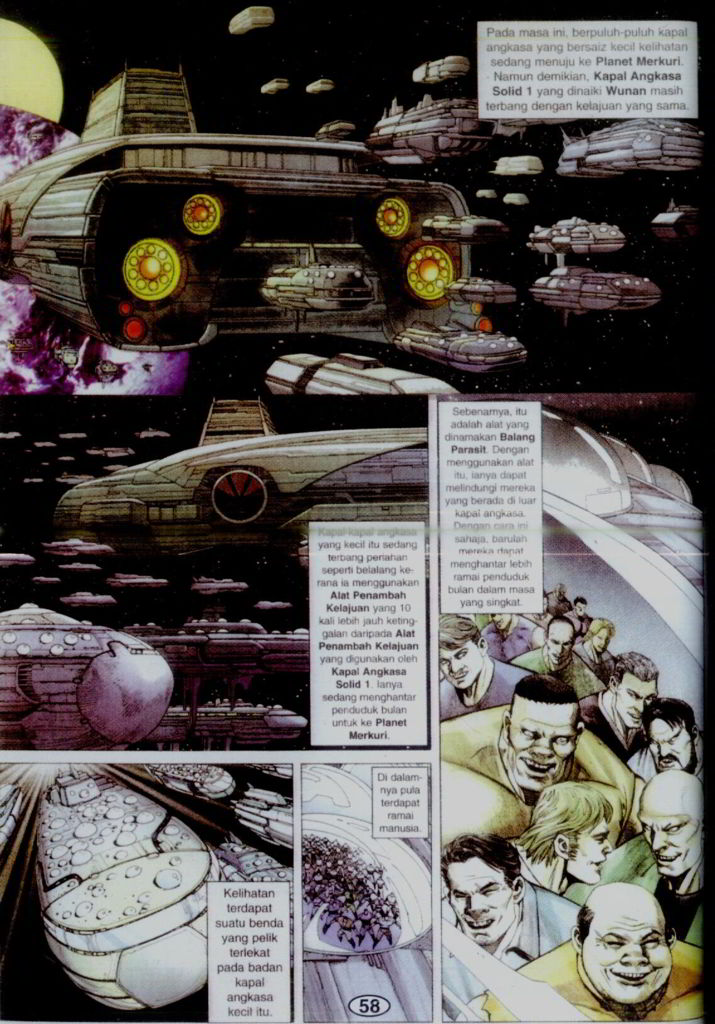 Pada masa ini, berpuluh-puluh kapal
angkasa yang bersaiz kecil kelihatan
sedang menuju ke Planet Merkuri.
Namun demikian, Kapal Angkasa
Solid 1 yang dinaiki Wunan masih
terbang dengan kelajuan yang sama.
Kapal-kapal angkasa
yang kecil itu sedang
terbang perlahan
seperti belalang ke-
rana ia menggunakan
Alat Penambah
Kelajuan yang 10
kali lebih jauh keting-
galan daripada Alat
Penambah Kelajuan
yang digunakan oleh
Kapal Angkasa
Solid 1. Ianya
sedang menghantar
penduduk bulan
untuk ke Planet
Merkuri.
Sebenarnya, itu
adalah alat yang
dinamakan Balang
Parasit. Dengan
menggunakan alat
itu, ianya dapat
melindungi mereka
yang berada di luar
kapal angkasa.
Dengan cara ini
sahaja, barulah
mereka dapat
menghantar lebih
ramai penduduk
bulan dalam masa
yang singkat.
Kelihatan
terdapat
suatu benda
yang pelik
terlekat
pada badan
kapal
angkasa
kecil itu.
Di dalam-
nya pula
terdapat
ramai
manusia.
58